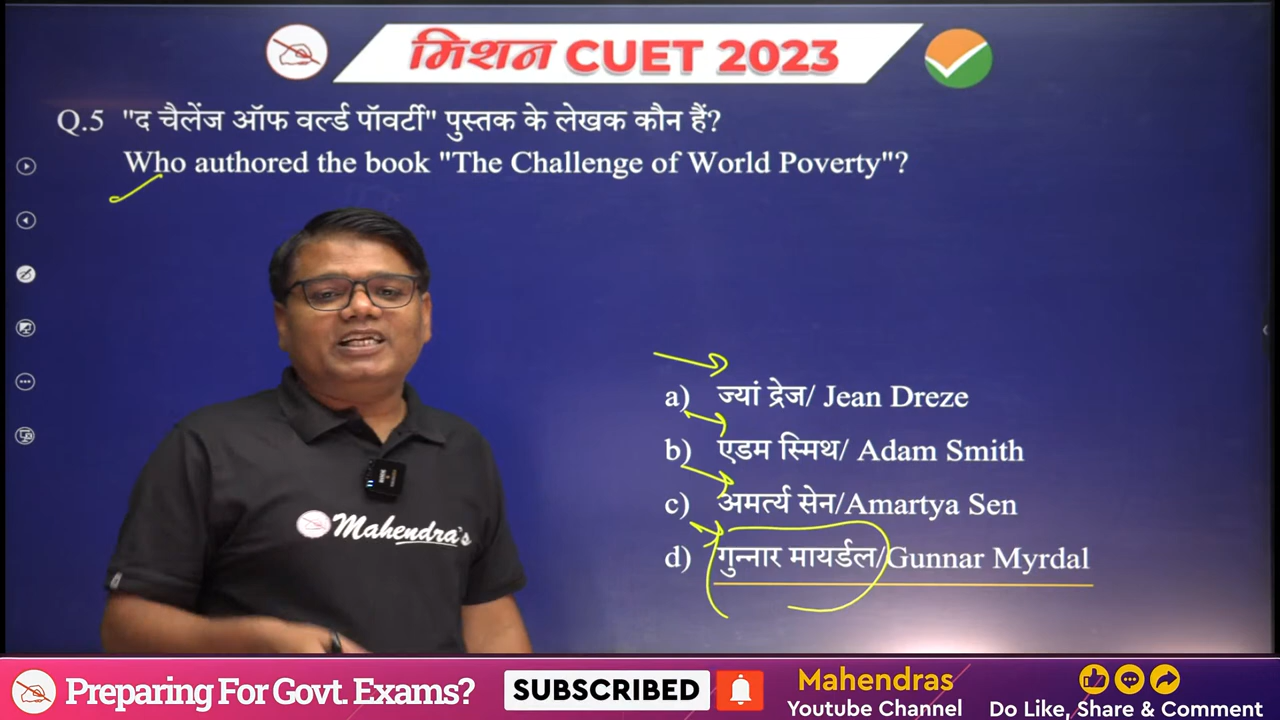 मिशन CUET 2023
Q.5 "द चैलेंज ऑफ वर्ल्ड पॉवर्टी" पुस्तक के लेखक कौन हैं?
Who authored the book "The Challenge of World Poverty"?
a) ज्यां द्रेज/ Jean Dreze
b) एडम स्मिथ/ Adam Smith
c) अमर्त्य सेन/Amartya Sen
d) गुन्नार मायर्डल/Gunnar Myrdal
Mahendra's
Preparing For Govt. Exams?
SUBSCRIBED
Mahendras
Youtube Channel
Do Like, Share & Comment